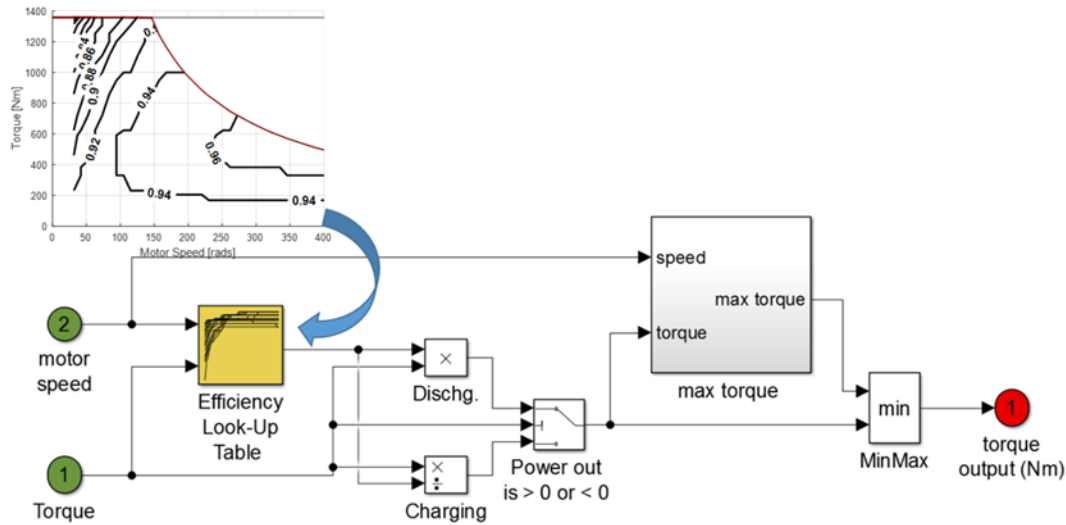 1400
1200
1000
800
600
400
200
0
Torque [Nm]
0 50 100 150 200 250 300 350 400
Motor Speed [rads]
0.86
0.88
0.9
0.92
0.94
0.96
0.94
0.94
speed
max torque
torque
max torque
2
motor
speed
Efficiency
Look-Up
Table
×
Dischg.
×
÷
Charging
Power out
is > 0 or < 0
min
MinMax
1
torque
output (Nm)
1
Torque